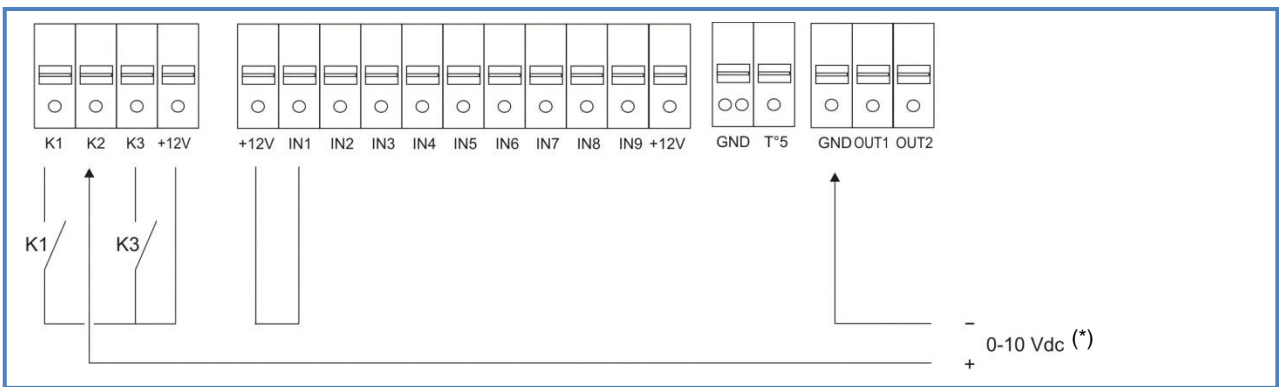 K1 K2 K3 +12V +12V IN1 IN2 IN3 IN4 IN5 IN6 IN7 IN8 IN9 +12V GND T°5 GND OUT1 OUT2
K1 K3
−
0-10 Vdc (*)
+